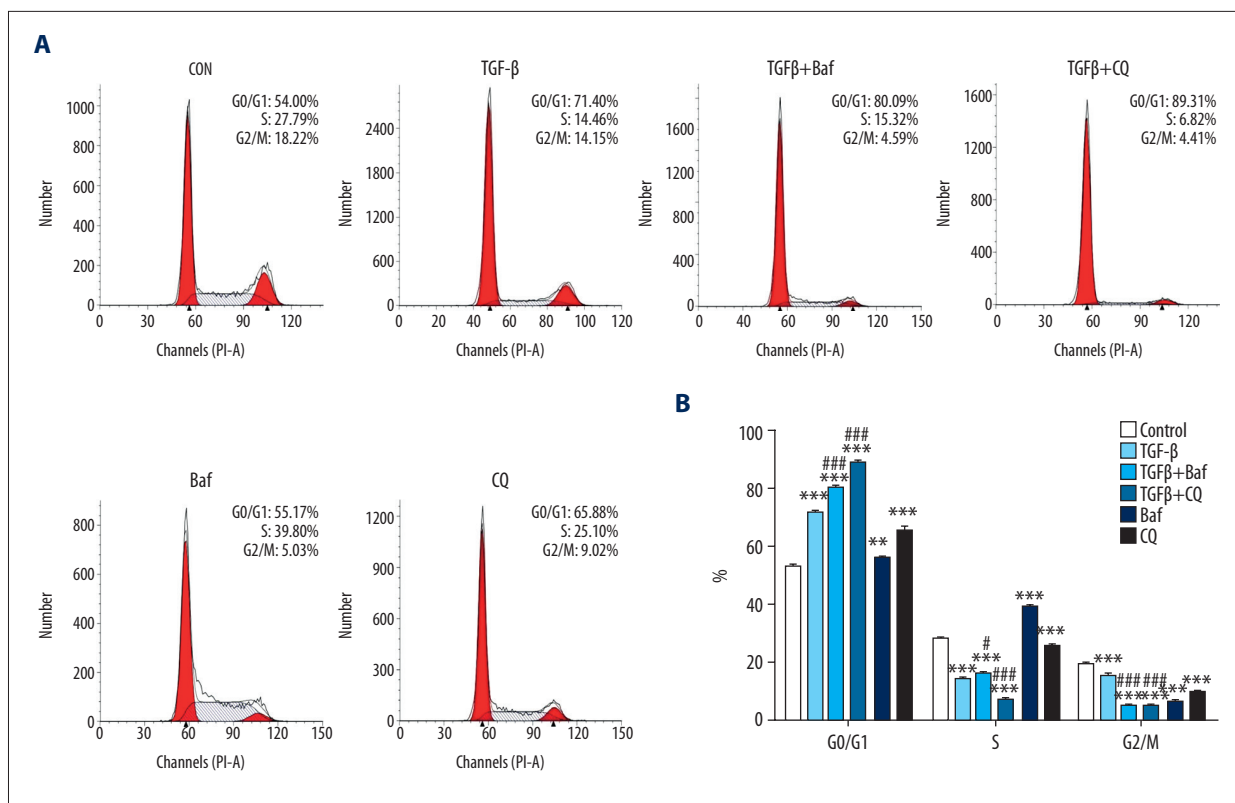 A
CON
G0/G1: 54.00%
S: 27.79%
G2/M: 18.22%
Number
1000
800
600
400
200
0
0 30 60 90 120
Channels (PI-A)
TGF-β
G0/G1: 71.40%
S: 14.46%
G2/M: 14.15%
Number
2400
1800
1200
600
0
0 20 40 60 80 100 120
Channels (PI-A)
TGFβ+Baf
G0/G1: 80.09%
S: 15.32%
G2/M: 4.59%
Number
1600
1200
800
400
0
0 30 60 90 120 150
Channels (PI-A)
TGFβ+CQ
G0/G1: 89.31%
S: 6.82%
G2/M: 4.41%
Number
1600
1200
800
400
0
0 30 60 90 120
Channels (PI-A)
Baf
G0/G1: 55.17%
S: 39.80%
G2/M: 5.03%
Number
800
600
400
200
0
0 30 60 90 120 150
Channels (PI-A)
CQ
G0/G1: 65.88%
S: 25.10%
G2/M: 9.02%
Number
1200
900
600
300
0
0 30 60 90 120 150
Channels (PI-A)
B
%
100
80
60
40
20
0
Control
TGF-β
TGFβ+Baf
TGFβ+CQ
Baf
CQ
***
###
***
###
***
**
***
***
#
***
###
***
***
***
***
###
***
###
***
***
***
G0/G1 S G2/M